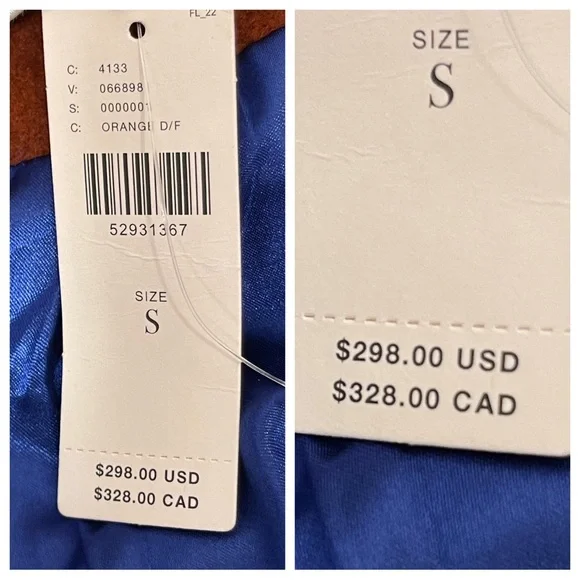 FL_22
C: 4133
V: 066898
S: 0000001
C: ORANGE D/F
52931367
SIZE
S
$298.00 USD
$328.00 CAD
SIZE
S
$298.00 USD
$328.00 CAD